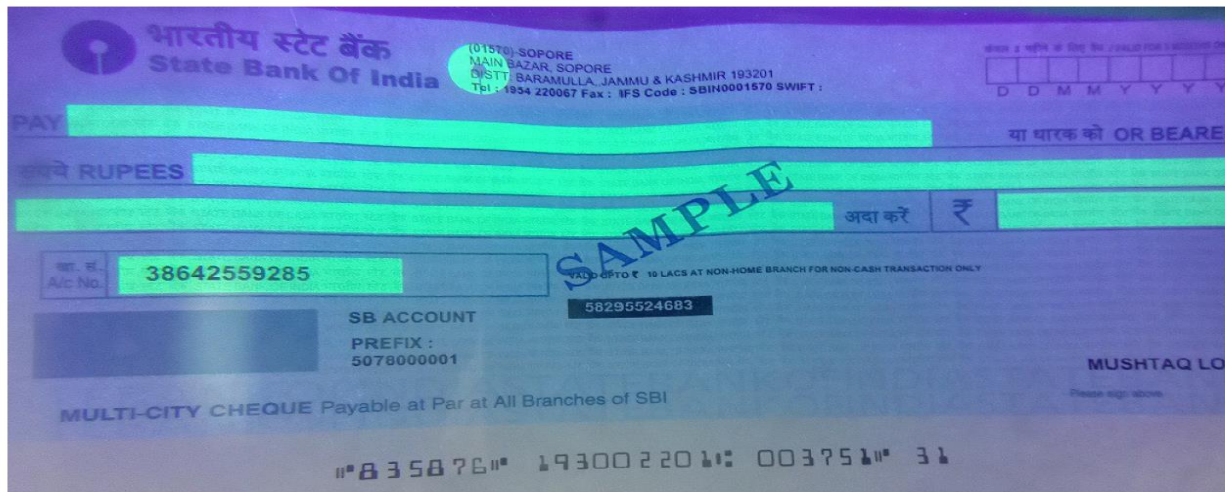 भारतीय स्टेट बैंक
State Bank Of India
(01570)-SOPORE
MAIN BAZAR, SOPORE
DISTT, BARAMULLA, JAMMU & KASHMIR 193201
Tel : 1954 220067 Fax : IFS Code : SBIN0001570 SWIFT :
D D M M Y Y Y Y
PAY
या धारक को OR BEARE
रुपये RUPEES
अदा करें ₹
SAMPLE
खा. सं.
A/c No. 38642559285
VALID UPTO ₹ 10 LACS AT NON-HOME BRANCH FOR NON-CASH TRANSACTION ONLY
58295524683
SB ACCOUNT
PREFIX :
5078000001
MUSHTAQ LO
Please sign above
MULTI-CITY CHEQUE Payable at Par at All Branches of SBI
⑈835876⑈ 193002201⑆ 003751⑈ 31